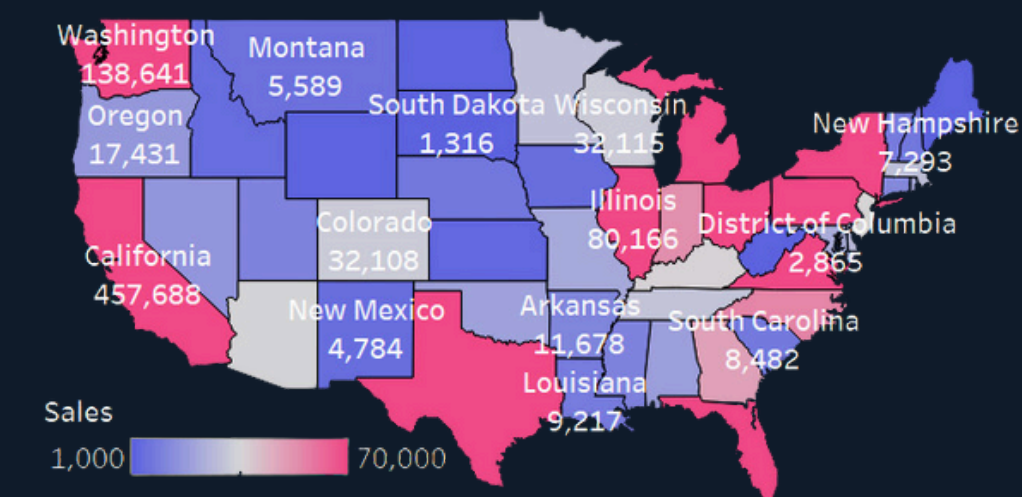 Washington
138,641
Montana
5,589
Oregon
17,431
South Dakota
1,316
Wisconsin
32,115
New Hampshire
7,293
Illinois
80,166
District of Columbia
2,865
Colorado
32,108
California
457,688
New Mexico
4,784
Arkansas
11,678
South Carolina
8,482
Louisiana
9,217
Sales
1,000
70,000